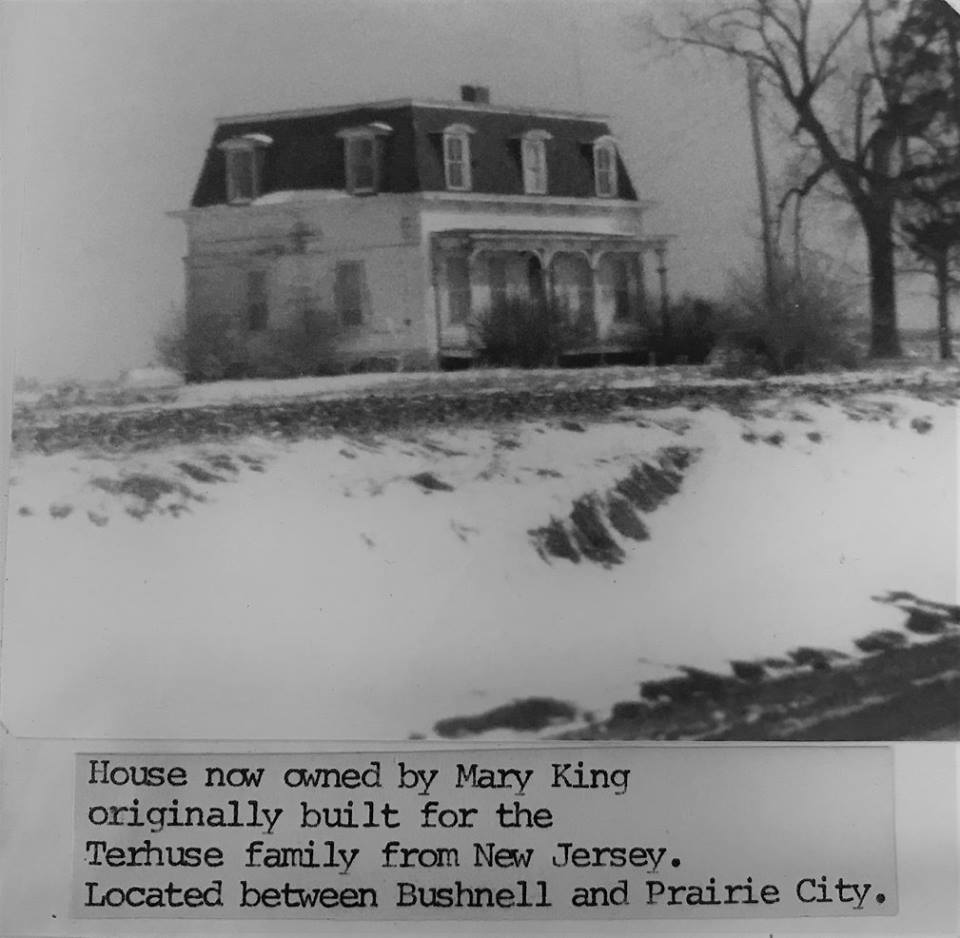 House now owned by Mary King
originally built for the
Terhuse family from New Jersey.
Located between Bushnell and Prairie City.